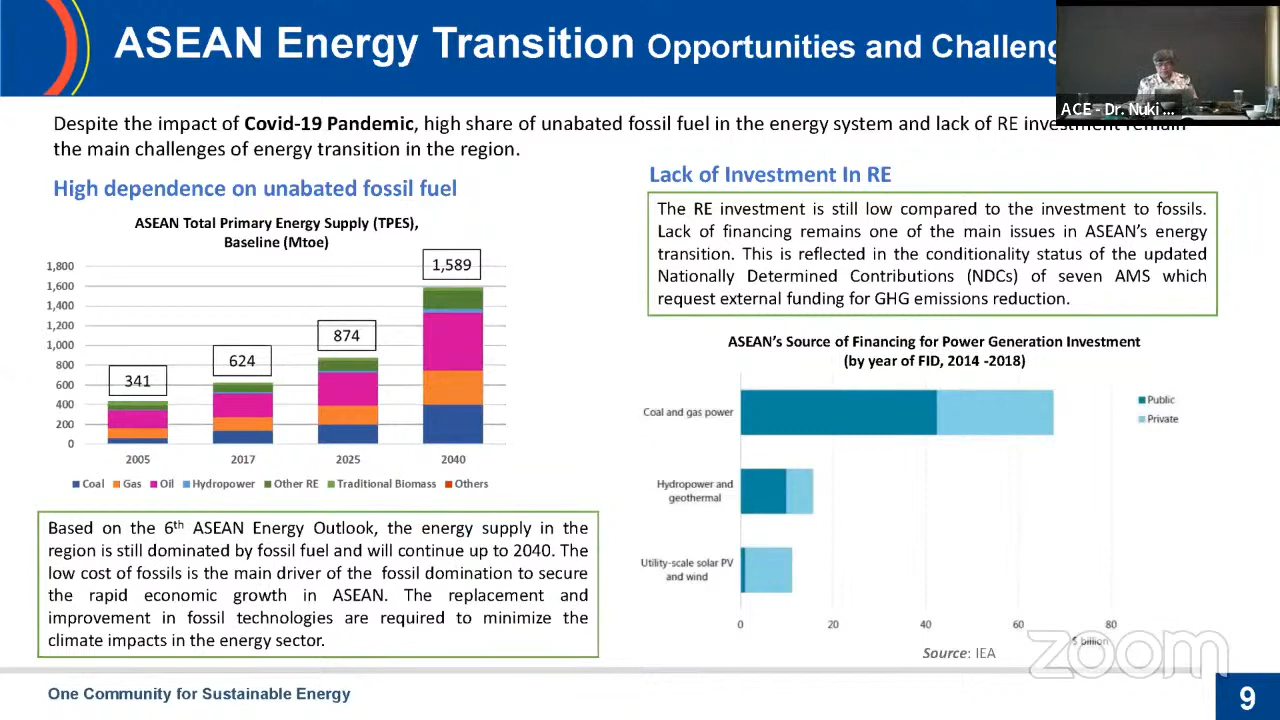 ASEAN Energy Transition Opportunities and Challeng
ACE - Dr. Nuki ...
Despite the impact of Covid-19 Pandemic, high share of unabated fossil fuel in the energy system and lack of RE investment remain
the main challenges of energy transition in the region.
High dependence on unabated fossil fuel
ASEAN Total Primary Energy Supply (TPES),
Baseline (Mtoe)
1,800
1,600
1,400
1,200
1,000
800
600
400
200
0
341
624
874
1,589
2005 2017 2025 2040
Coal Gas Oil Hydropower Other RE Traditional Biomass Others
Based on the 6th ASEAN Energy Outlook, the energy supply in the
region is still dominated by fossil fuel and will continue up to 2040. The
low cost of fossils is the main driver of the fossil domination to secure
the rapid economic growth in ASEAN. The replacement and
improvement in fossil technologies are required to minimize the
climate impacts in the energy sector.
Lack of Investment In RE
The RE investment is still low compared to the investment to fossils.
Lack of financing remains one of the main issues in ASEAN's energy
transition. This is reflected in the conditionality status of the updated
Nationally Determined Contributions (NDCs) of seven AMS which
request external funding for GHG emissions reduction.
ASEAN's Source of Financing for Power Generation Investment
(by year of FID, 2014 -2018)
Coal and gas power
Hydropower and
geothermal
Utility-scale solar PV
and wind
Public
Private
0 20 40 60 80
$ billion
Source: IEA
zoom
One Community for Sustainable Energy
9